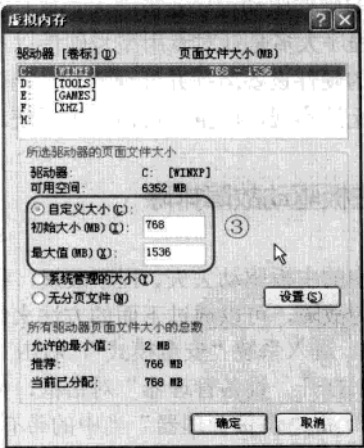 虚拟内存
驱动器 [卷标](D) 页面文件大小(MB)
C: [WINXP] 768 - 1536
D: [TOOLS]
E: [GAMES]
F: [XHZ]
H:
所选驱动器的页面文件大小
驱动器: C: [WINXP]
可用空间: 6352 MB
自定义大小(C):
初始大小(MB)(I): 768
③
最大值(MB)(X): 1536
系统管理的大小(Y)
无分页文件(N) 设置(S)
所有驱动器页面文件大小的总数
允许的最小值: 2 MB
推荐: 766 MB
当前已分配: 768 MB
确定 取消